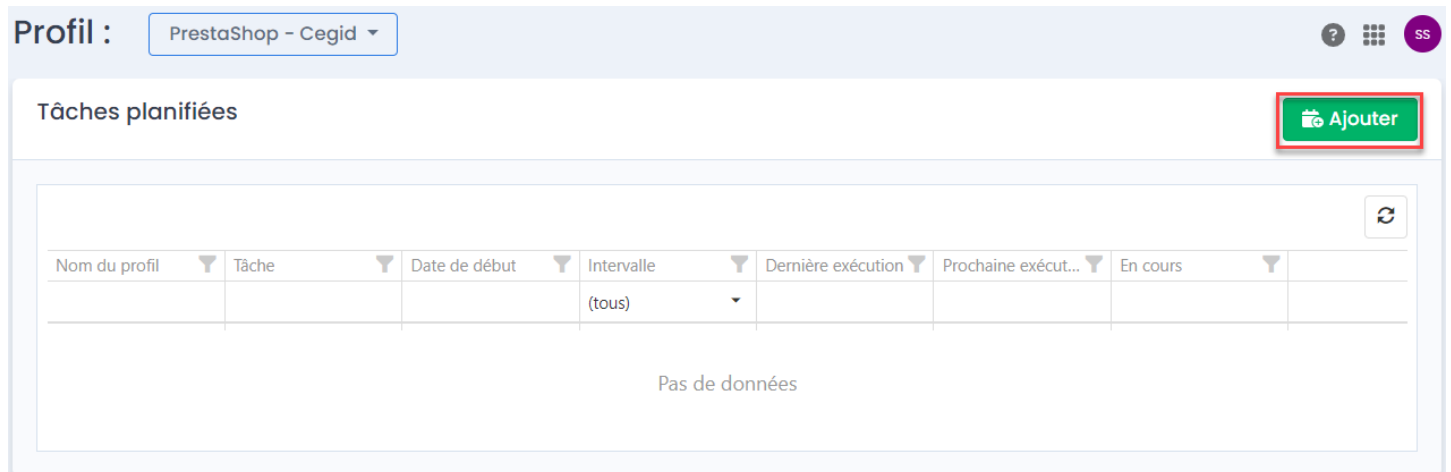 Profil : PrestaShop - Cegid ? SS
Tâches planifiées Ajouter
Nom du profil Tâche Date de début Intervalle Dernière exécution Prochaine exécut... En cours
(tous)
Pas de données